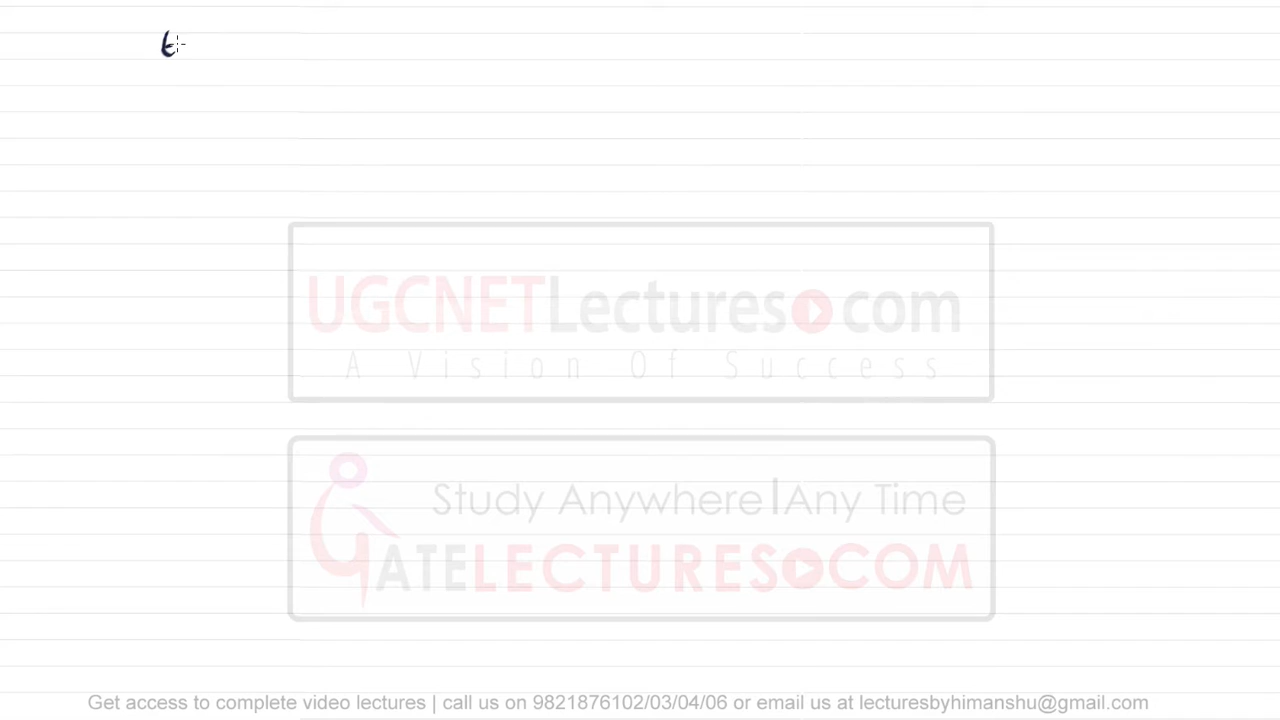 UGCNETLectures.com
A Vision Of Success
Study Anywhere|Any Time
GATELECTURES.COM
Get access to complete video lectures | call us on 9821876102/03/04/06 or email us at lecturesbyhimanshu@gmail.com